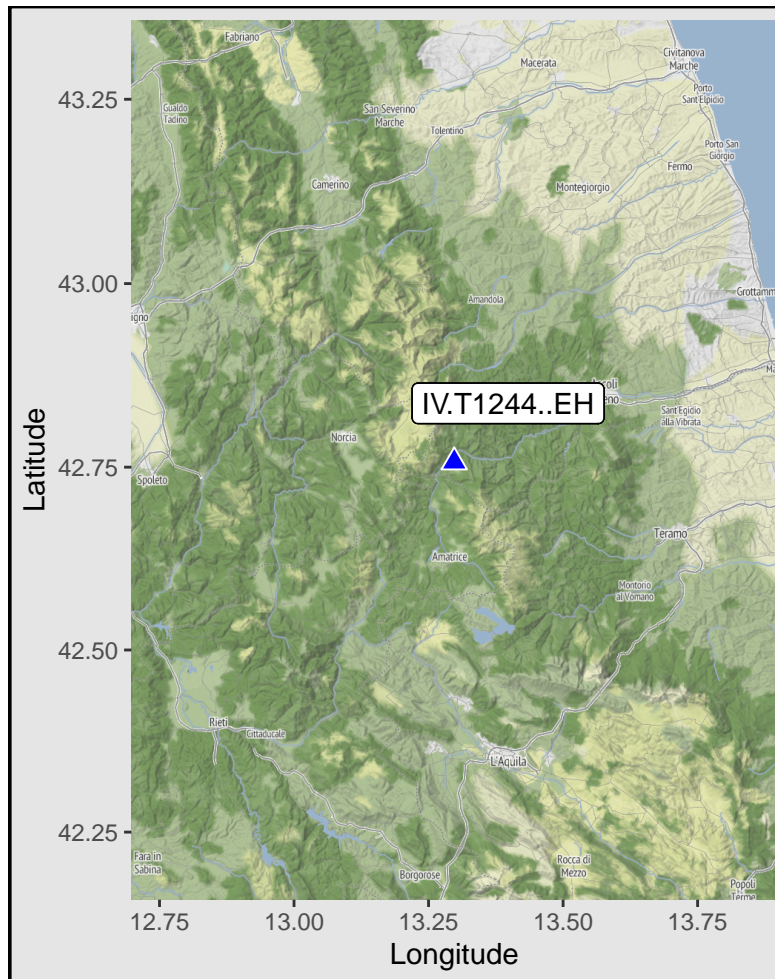 Fabriano
Civitanova
Marche
Macerata
43.25
Gualdo
Tadino
San Severino
Marche
Porto
Sant'Elpidio
Tolentino
Porto San
Giorgio
Camerino
Montegiorgio
Fermo
43.00
Amandola
Grottamm
igno
IV.T1244..EH
Sant'Egidio
alla Vibrata
Norcia
42.75
Spoleto
Latitude
Teramo
Amatrice
Montorio
al Vomano
42.50
Rieti
Cittaducale
L'Aquila
42.25
Fara in
Sabina
Borgorose
Rocca di
Mezzo
Popoli
Terme
12.75 13.00 13.25 13.50 13.75
Longitude